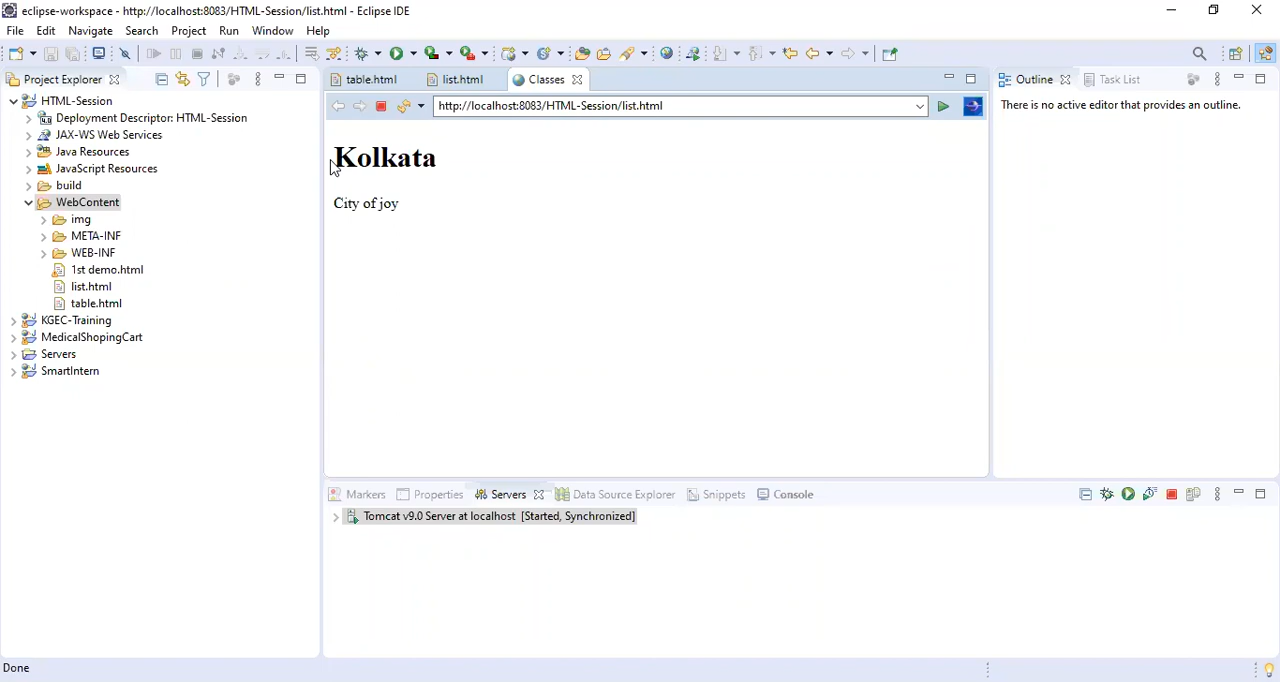 eclipse-workspace - http://localhost:8083/HTML-Session/list.html - Eclipse IDE
File Edit Navigate Search Project Run Window Help
Project Explorer
HTML-Session
Deployment Descriptor: HTML-Session
JAX-WS Web Services
Java Resources
JavaScript Resources
build
WebContent
img
META-INF
WEB-INF
1st demo.html
list.html
table.html
KGEC-Training
MedicalShopingCart
Servers
SmartIntern
table.html list.html Classes
http://localhost:8083/HTML-Session/list.html
Kolkata
City of joy
Outline Task List
There is no active editor that provides an outline.
Markers Properties Servers Data Source Explorer Snippets Console
Tomcat v9.0 Server at localhost [Started, Synchronized]
Done